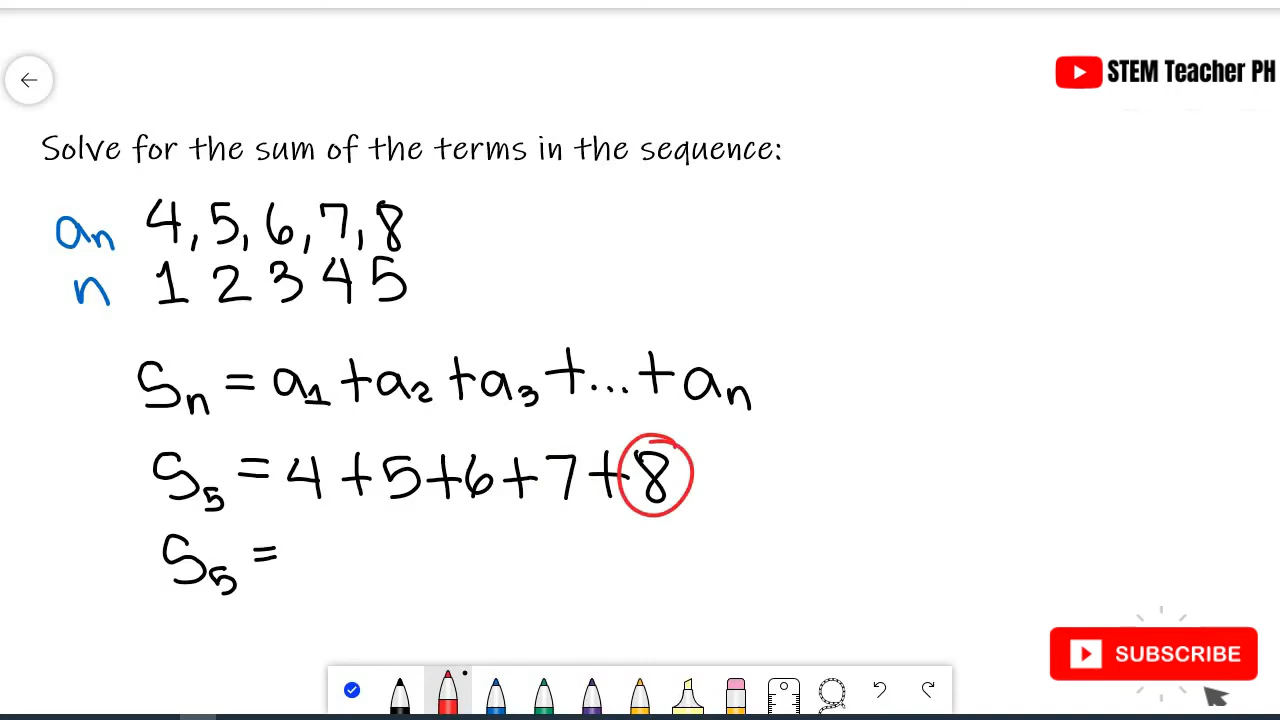 STEM Teacher PH
Solve for the sum of the terms in the sequence:
an 4, 5, 6, 7, 8
n 1 2 3 4 5
Sn = a1 + a2 + a3 + ... + an
S5 = 4 + 5 + 6 + 7 + 8
S5 =
SUBSCRIBE